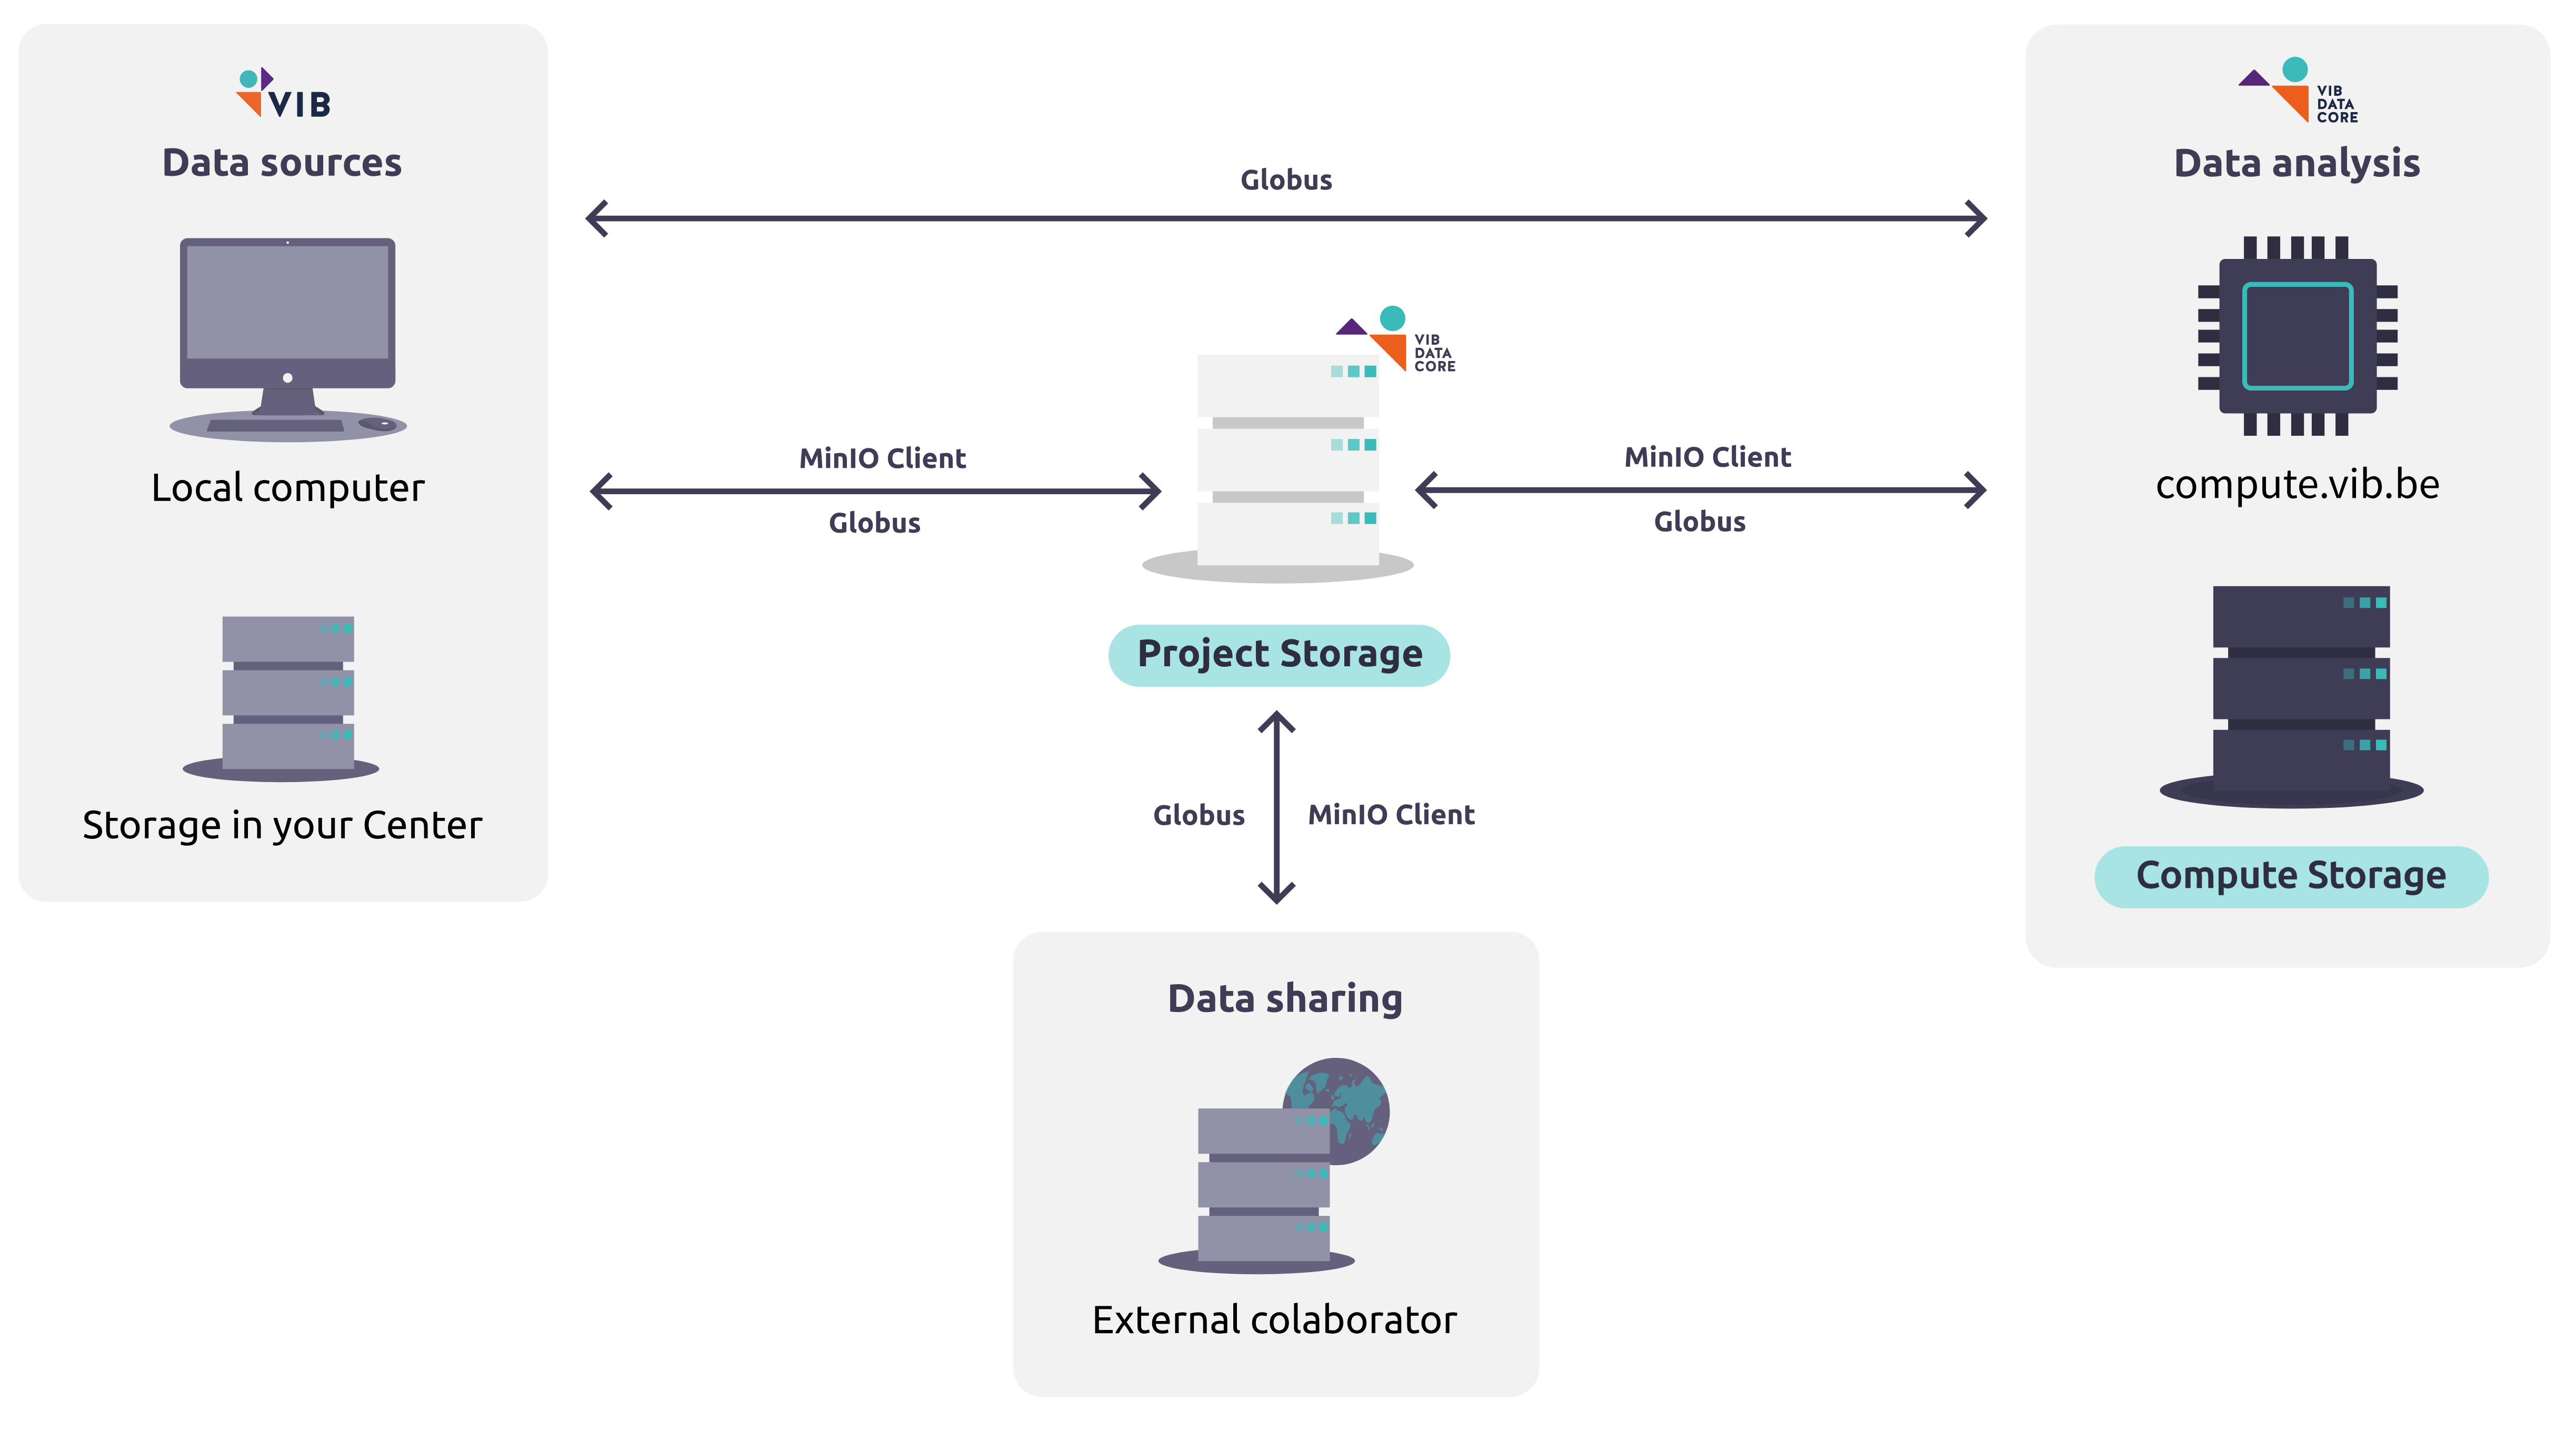 VIB
Data sources
Local computer
Storage in your Center
Globus
MinIO Client
Globus
VIB
DATA
CORE
Project Storage
MinIO Client
Globus
Globus
MinIO Client
Data sharing
External colaborator
VIB
DATA
CORE
Data analysis
compute.vib.be
Compute Storage